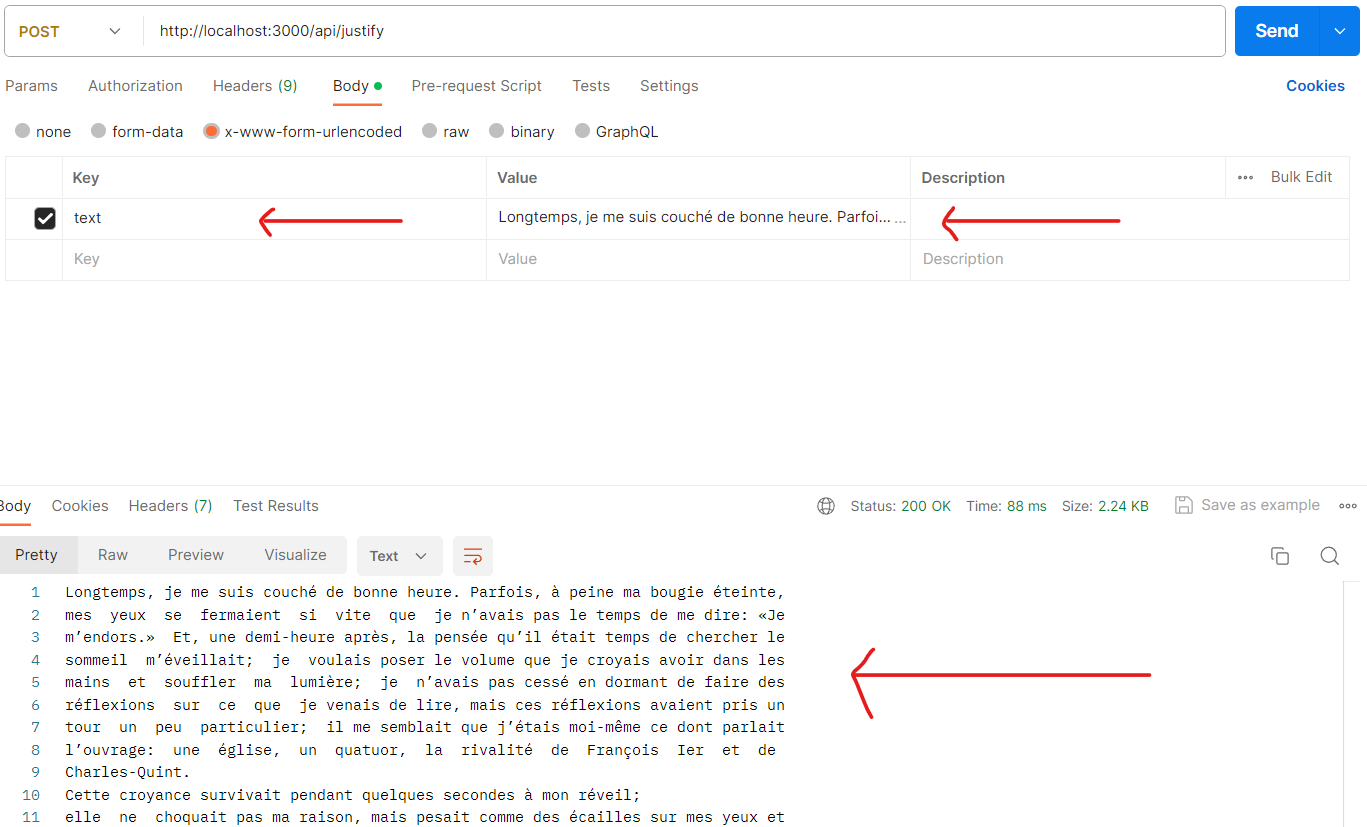 POST http://localhost:3000/api/justify Send
Params Authorization Headers (9) Body Pre-request Script Tests Settings Cookies
none form-data x-www-form-urlencoded raw binary GraphQL
Key Value Description Bulk Edit
text Longtemps, je me suis couché de bonne heure. Parfoi... ...
Key Value Description
Body Cookies Headers (7) Test Results Status: 200 OK Time: 88 ms Size: 2.24 KB Save as example
Pretty Raw Preview Visualize Text
1 Longtemps, je me suis couché de bonne heure. Parfois, à peine ma bougie éteinte,
2 mes  yeux  se  fermaient  si  vite  que  je n’avais pas le temps de me dire: «Je
3 m’endors.»  Et, une demi-heure après, la pensée qu’il était temps de chercher le
4 sommeil  m’éveillait;  je  voulais poser le volume que je croyais avoir dans les
5 mains  et  souffler  ma  lumière;  je  n’avais pas cessé en dormant de faire des
6 réflexions  sur  ce  que  je venais de lire, mais ces réflexions avaient pris un
7 tour  un  peu  particulier;  il me semblait que j’étais moi-même ce dont parlait
8 l’ouvrage:  une  église,  un  quatuor,  la  rivalité  de  François  Ier  et  de
9 Charles-Quint.
10 Cette croyance survivait pendant quelques secondes à mon réveil;
11 elle  ne  choquait pas ma raison, mais pesait comme des écailles sur mes yeux et